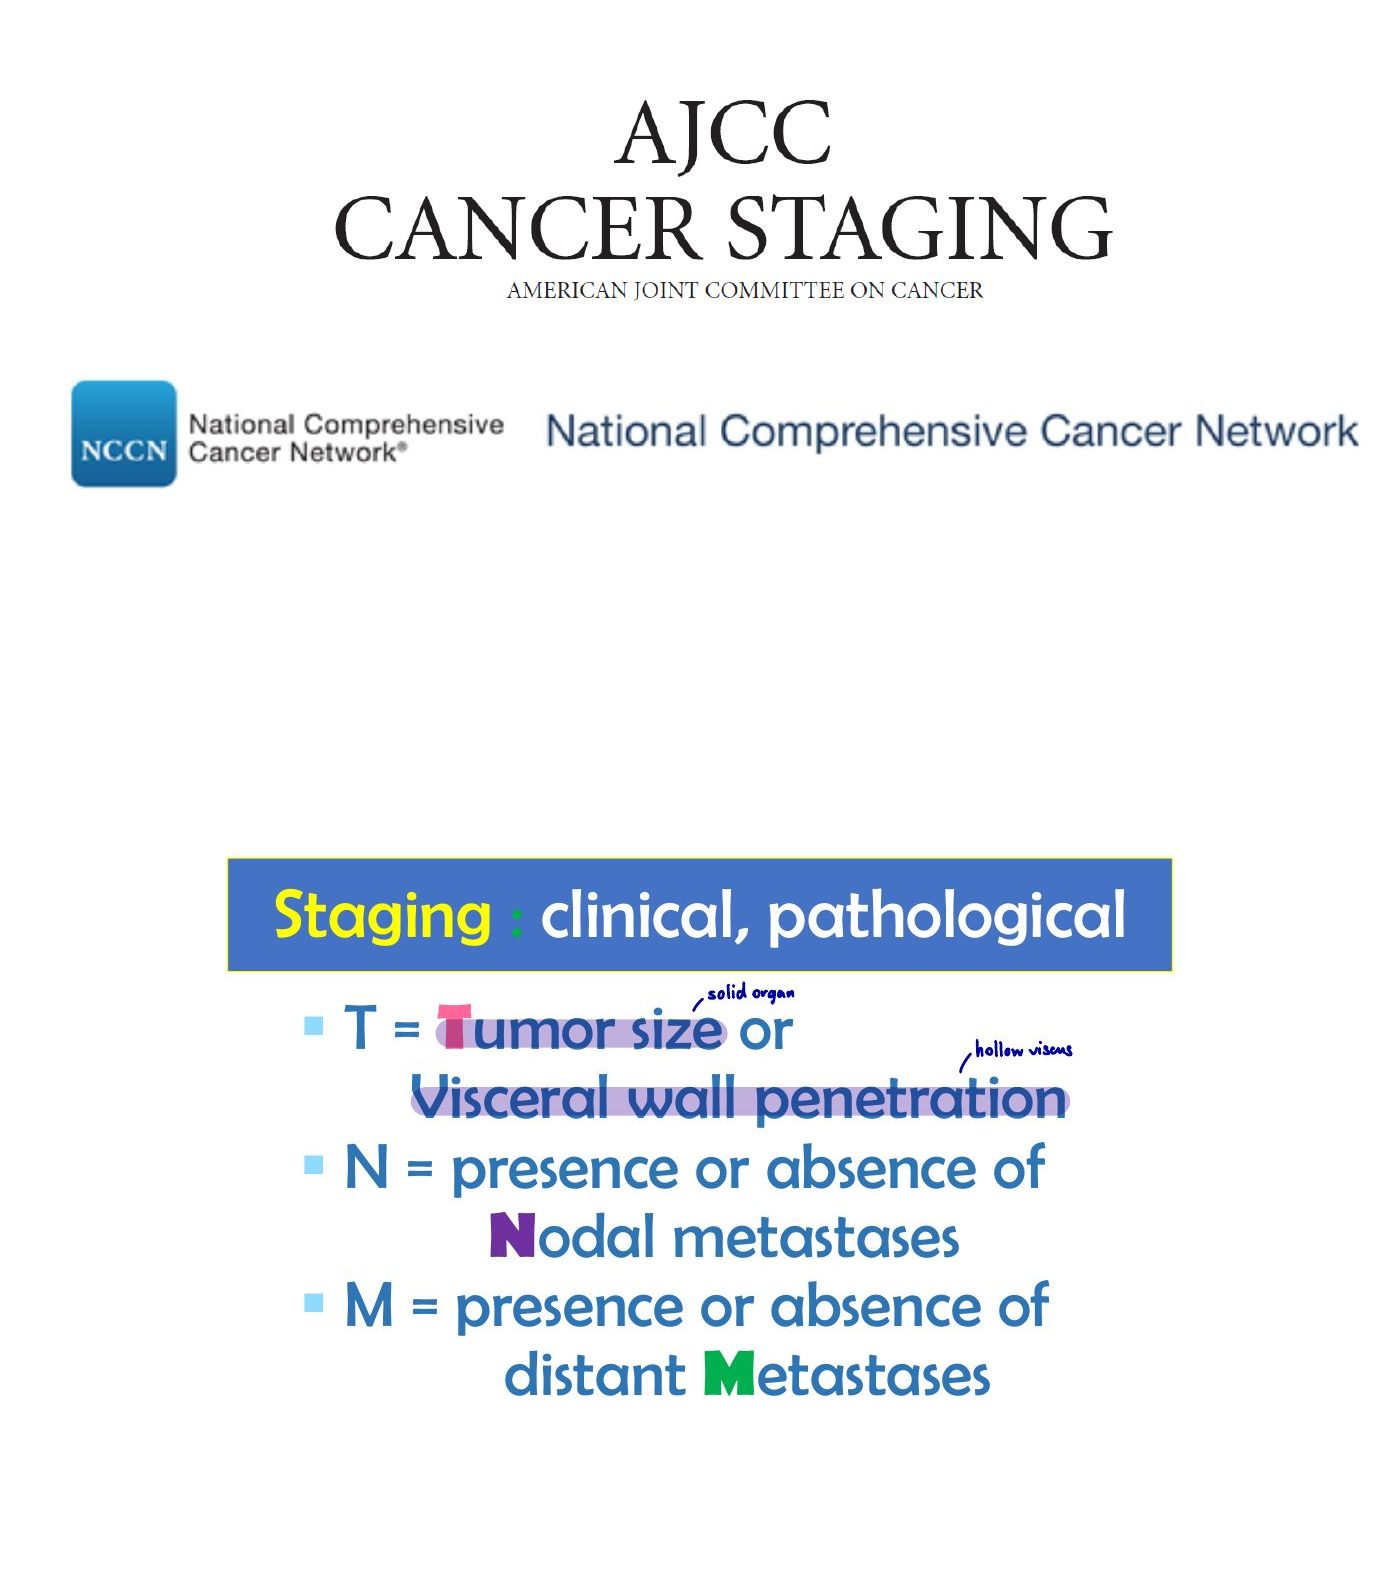 AJCC
CANCER STAGING
AMERICAN JOINT COMMITTEE ON CANCER
NCCN
National Comprehensive
Cancer Network®
National Comprehensive Cancer Network
Staging : clinical, pathological
solid organ
▪ T = Tumor size or
hollow viscus
Visceral wall penetration
▪ N = presence or absence of
Nodal metastases
▪ M = presence or absence of
distant Metastases